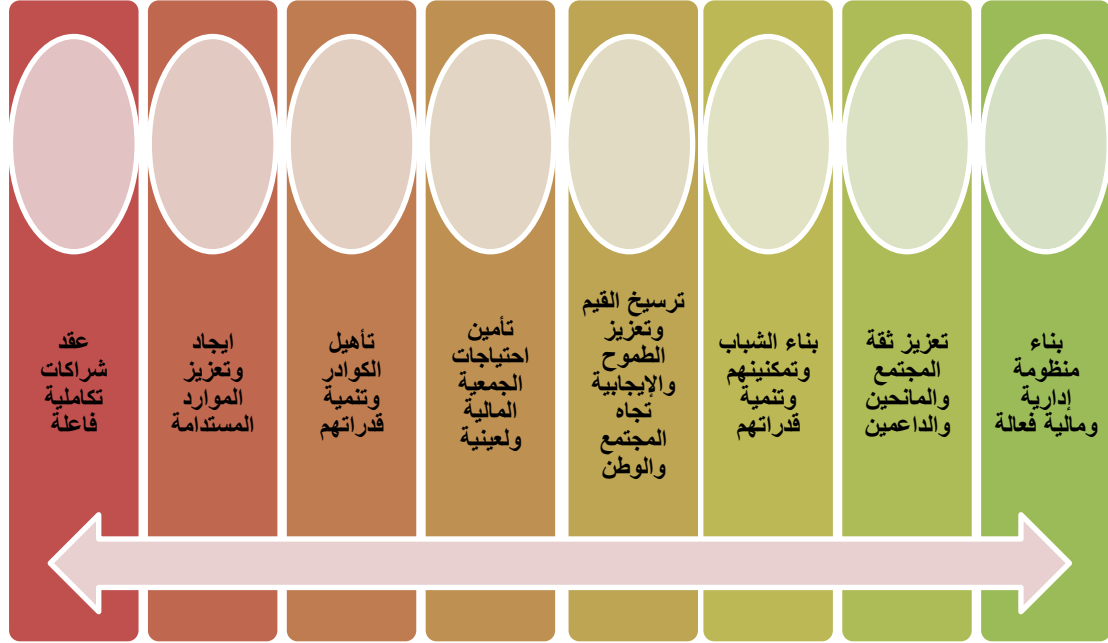 بناء
منظومة
إدارية
ومالية فعالة
تعزيز ثقة
المجتمع
والمانحين
والداعمين
بناء الشباب
وتمكنينهم
وتنمية
قدراتهم
ترسيخ القيم
وتعزيز
الطموح
والإيجابية
تجاه
المجتمع
والوطن
تأمين
احتياجات
الجمعية
المالية
ولعينية
تأهيل
الكوادر
وتنمية
قدراتهم
ايجاد
وتعزيز
الموارد
المستدامة
عقد
شراكات
تكاملية
فاعلة